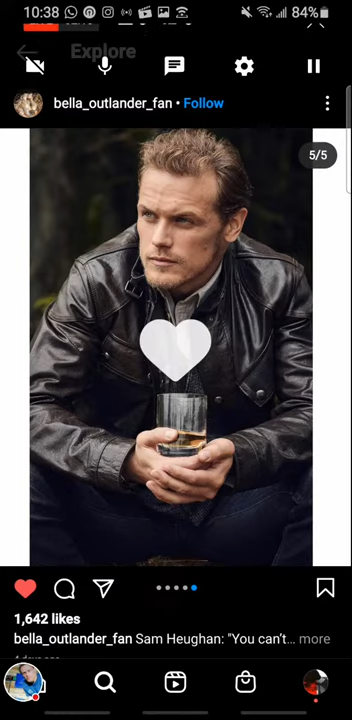 10:38
84%
Explore
bella_outlander_fan • Follow
5/5
1,642 likes
bella_outlander_fan Sam Heughan: "You can't... more